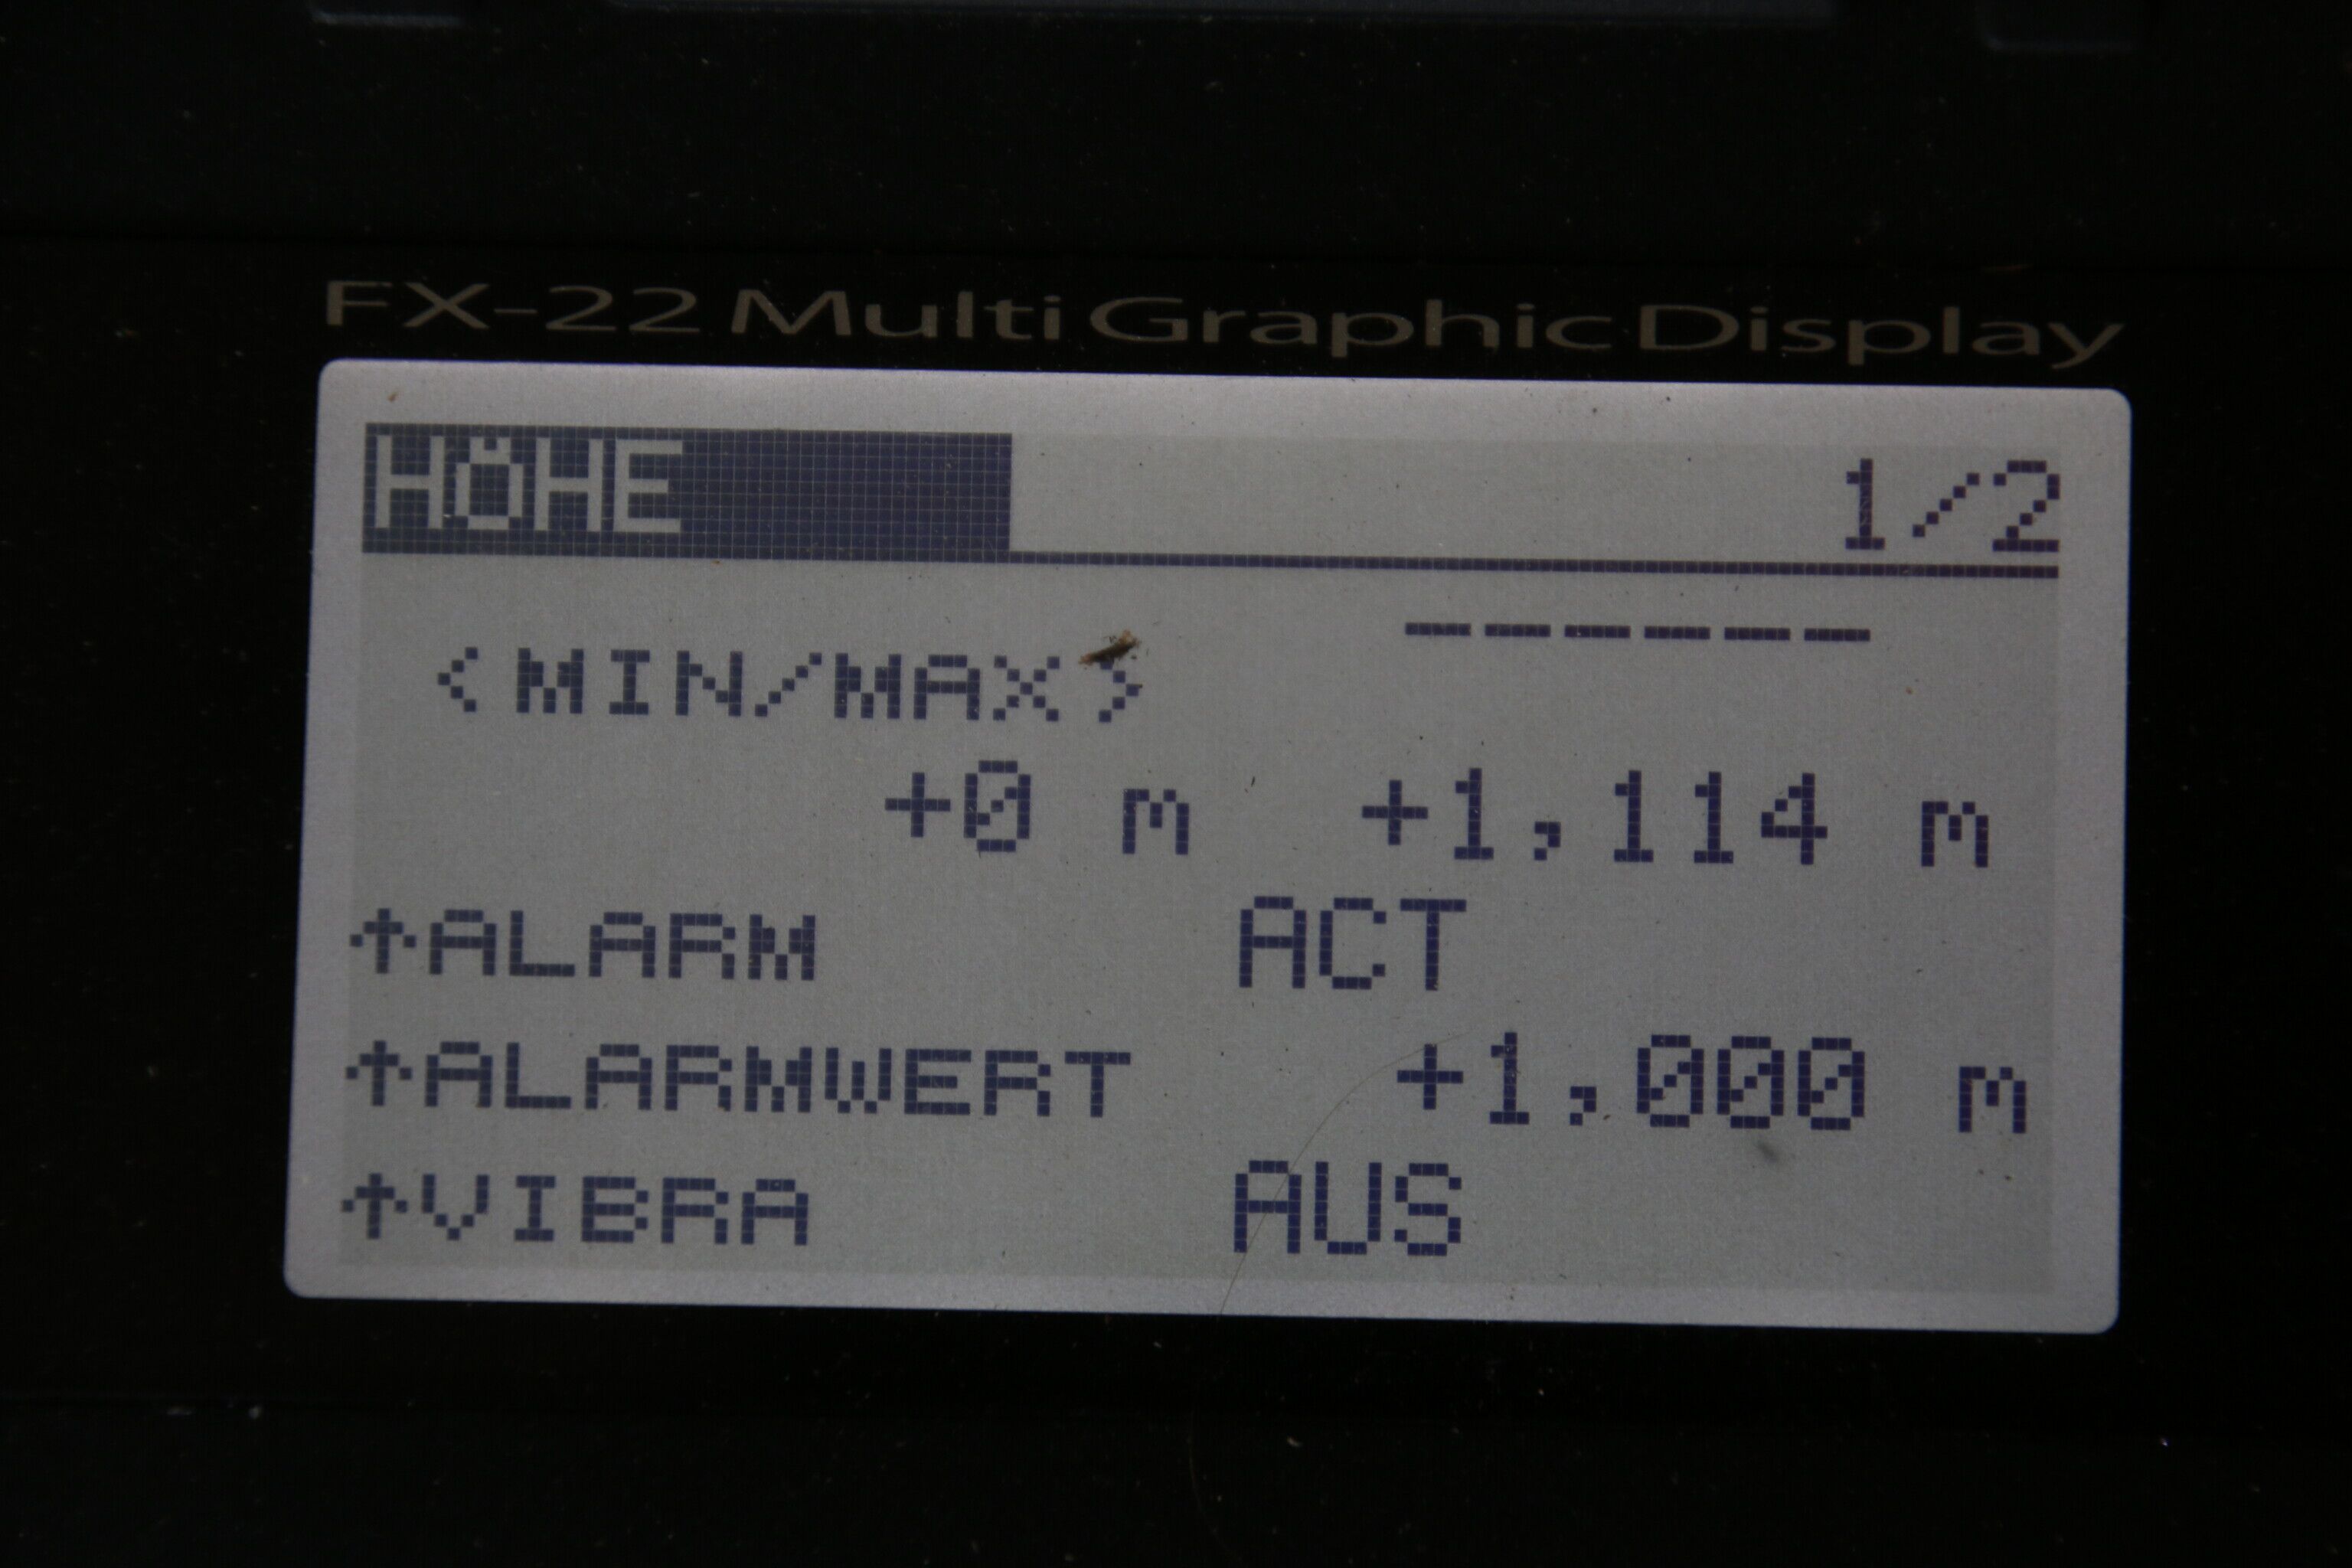 FX-22 Multi Graphic Display
HÖHE 1/2
------
<MIN/MAX>
+0 m +1,114 m
↑ALARM ACT
↑ALARMWERT +1,000 m
↑VIBRA AUS